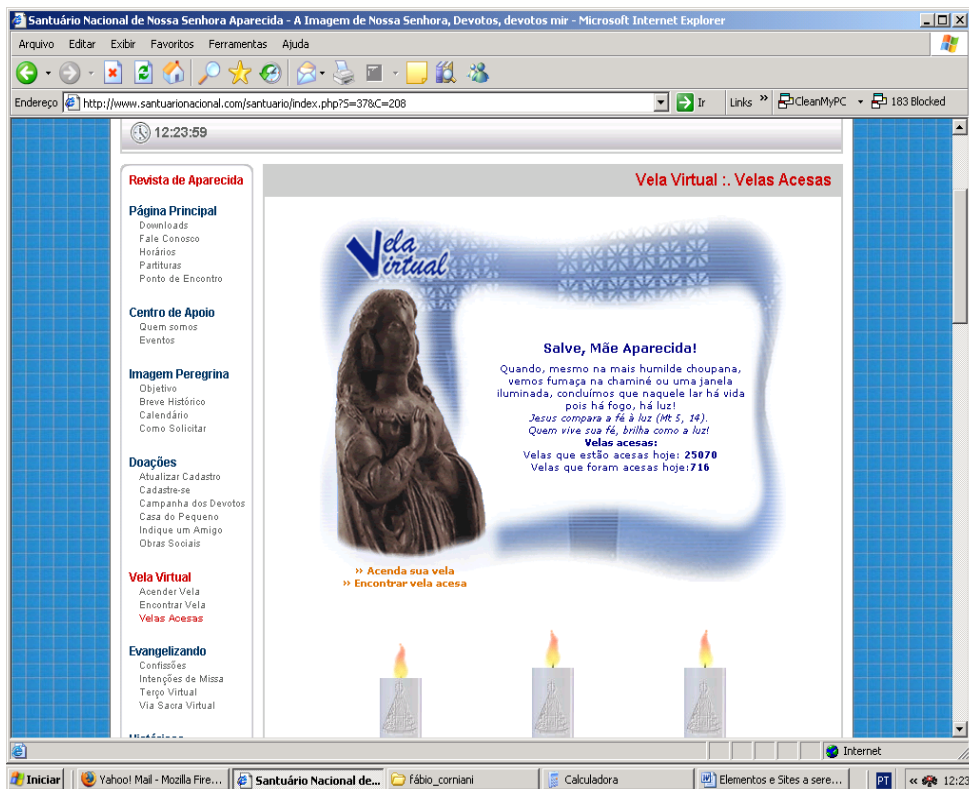 Santuário Nacional de Nossa Senhora Aparecida - A Imagem de Nossa Senhora, Devotos, devotos mir - Microsoft Internet Explorer
Arquivo Editar Exibir Favoritos Ferramentas Ajuda
Endereço http://www.santuarionacional.com/santuario/index.php?S=37&C=208 Ir Links » CleanMyPC 183 Blocked
12:23:59
Revista de Aparecida
Página Principal
Downloads
Fale Conosco
Horários
Partituras
Ponto de Encontro
Centro de Apoio
Quem somos
Eventos
Imagem Peregrina
Objetivo
Breve Histórico
Calendário
Como Solicitar
Doações
Atualizar Cadastro
Cadastre-se
Campanha dos Devotos
Casa do Pequeno
Indique um Amigo
Obras Sociais
Vela Virtual
Acender Vela
Encontrar Vela
Velas Acesas
Evangelizando
Confissões
Intenções de Missa
Terço Virtual
Via Sacra Virtual
Vela Virtual :. Velas Acesas
Vela
Virtual
Salve, Mãe Aparecida!
Quando, mesmo na mais humilde choupana,
vemos fumaça na chaminé ou uma janela
iluminada, concluímos que naquele lar há vida
pois há fogo, há luz!
Jesus compara a fé à luz (Mt 5, 14).
Quem vive sua fé, brilha como a luz!
Velas acesas:
Velas que estão acesas hoje: 25070
Velas que foram acesas hoje:716
» Acenda sua vela
» Encontrar vela acesa
Internet
Iniciar Yahoo! Mail - Mozilla Fire... Santuário Nacional de... fábio_corniani Calculadora Elementos e Sites a sere... PT « 12:23